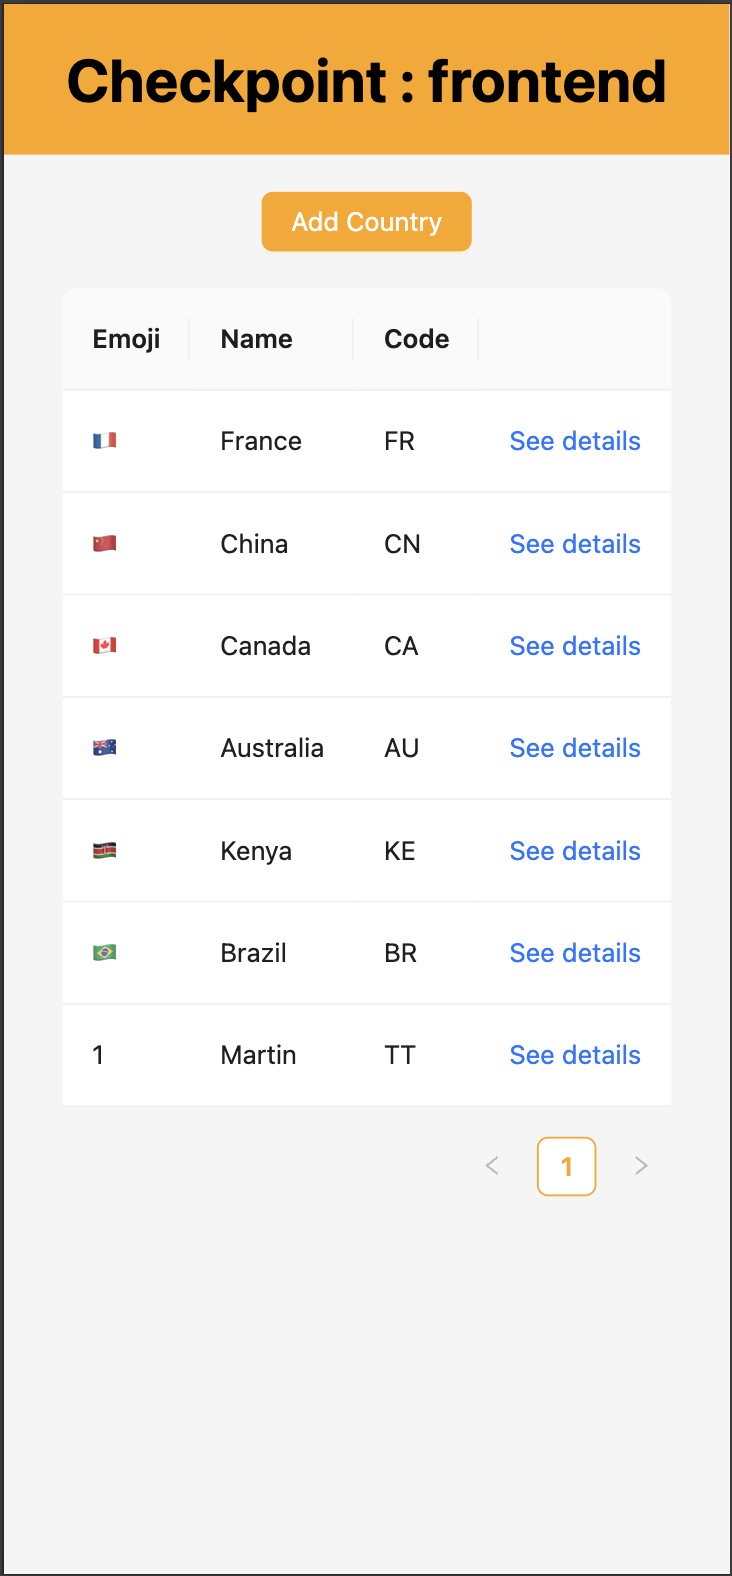 Checkpoint : frontend
Add Country
Emoji Name Code
🇫🇷 France FR See details
🇨🇳 China CN See details
🇨🇦 Canada CA See details
🇦🇺 Australia AU See details
🇰🇪 Kenya KE See details
🇧🇷 Brazil BR See details
1 Martin TT See details
< 1 >